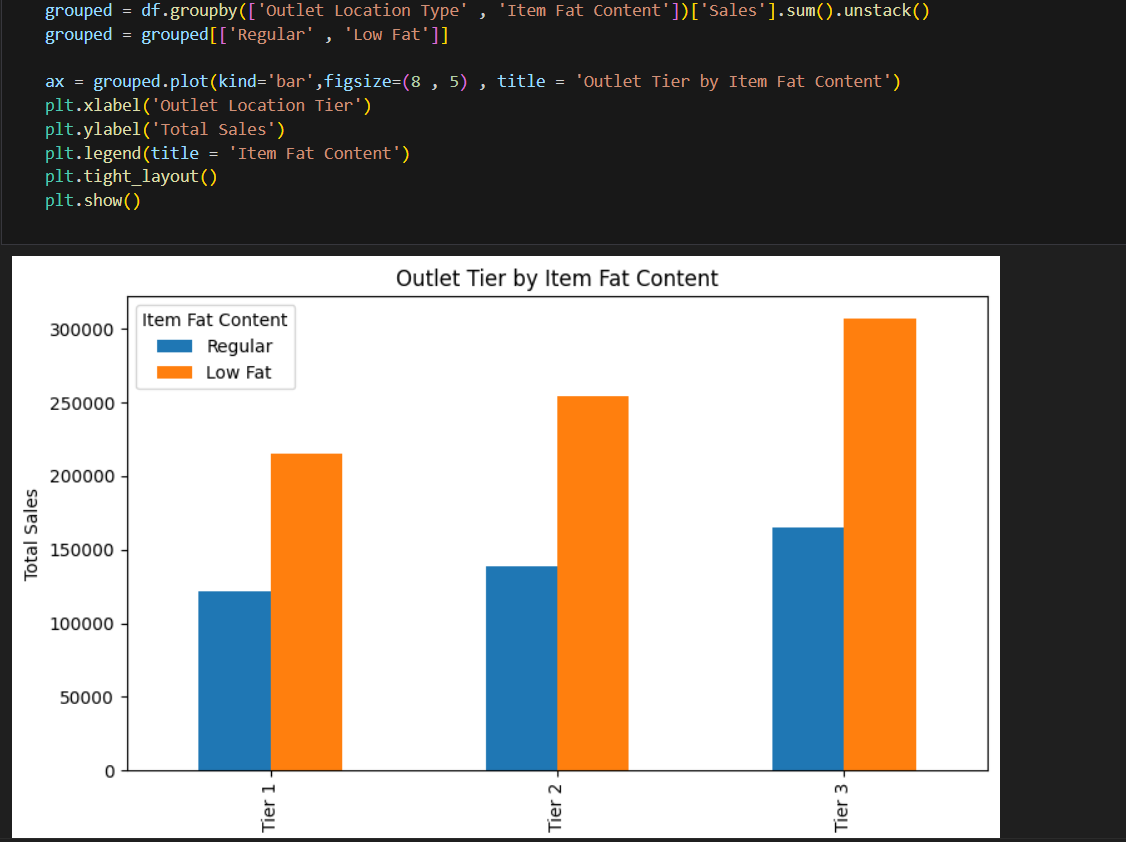 grouped = df.groupby(['Outlet Location Type' , 'Item Fat Content'])['Sales'].sum().unstack()
grouped = grouped[['Regular' , 'Low Fat']]
ax = grouped.plot(kind='bar',figsize=(8 , 5) , title = 'Outlet Tier by Item Fat Content')
plt.xlabel('Outlet Location Tier')
plt.ylabel('Total Sales')
plt.legend(title = 'Item Fat Content')
plt.tight_layout()
plt.show()
Outlet Tier by Item Fat Content
Item Fat Content
Regular
Low Fat
300000
250000
200000
150000
100000
50000
0
Total Sales
Tier 1
Tier 2
Tier 3